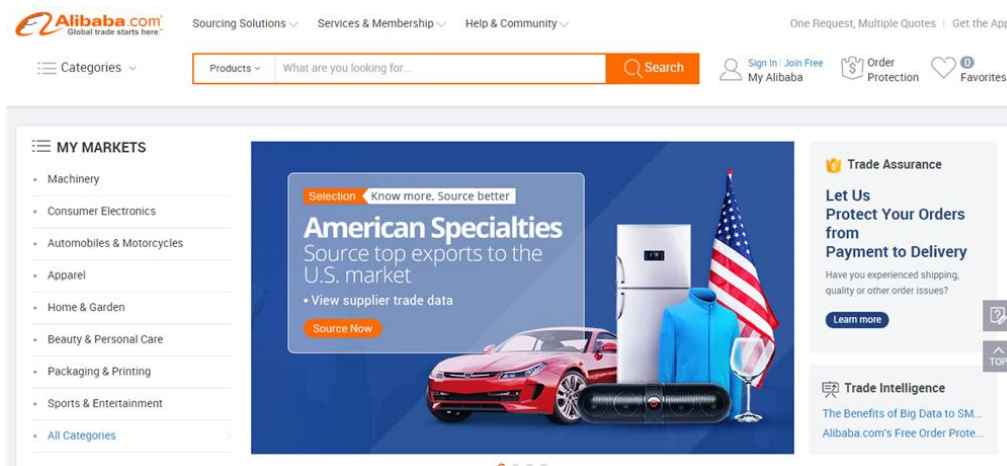 Alibaba.com
Global trade starts here.™
Sourcing Solutions
Services & Membership
Help & Community
One Request, Multiple Quotes
Get the App
Categories
Products
What are you looking for...
Search
Sign In | Join Free
My Alibaba
$
Order
Protection
0
Favorites
MY MARKETS
Machinery
Consumer Electronics
Automobiles & Motorcycles
Apparel
Home & Garden
Beauty & Personal Care
Packaging & Printing
Sports & Entertainment
All Categories
Selection Know more, Source better
American Specialties
Source top exports to the
U.S. market
• View supplier trade data
Source Now
Trade Assurance
Let Us
Protect Your Orders
from
Payment to Delivery
Have you experienced shipping,
quality or other order issues?
Learn more
TOP
Trade Intelligence
The Benefits of Big Data to SM...
Alibaba.com's Free Order Prote...